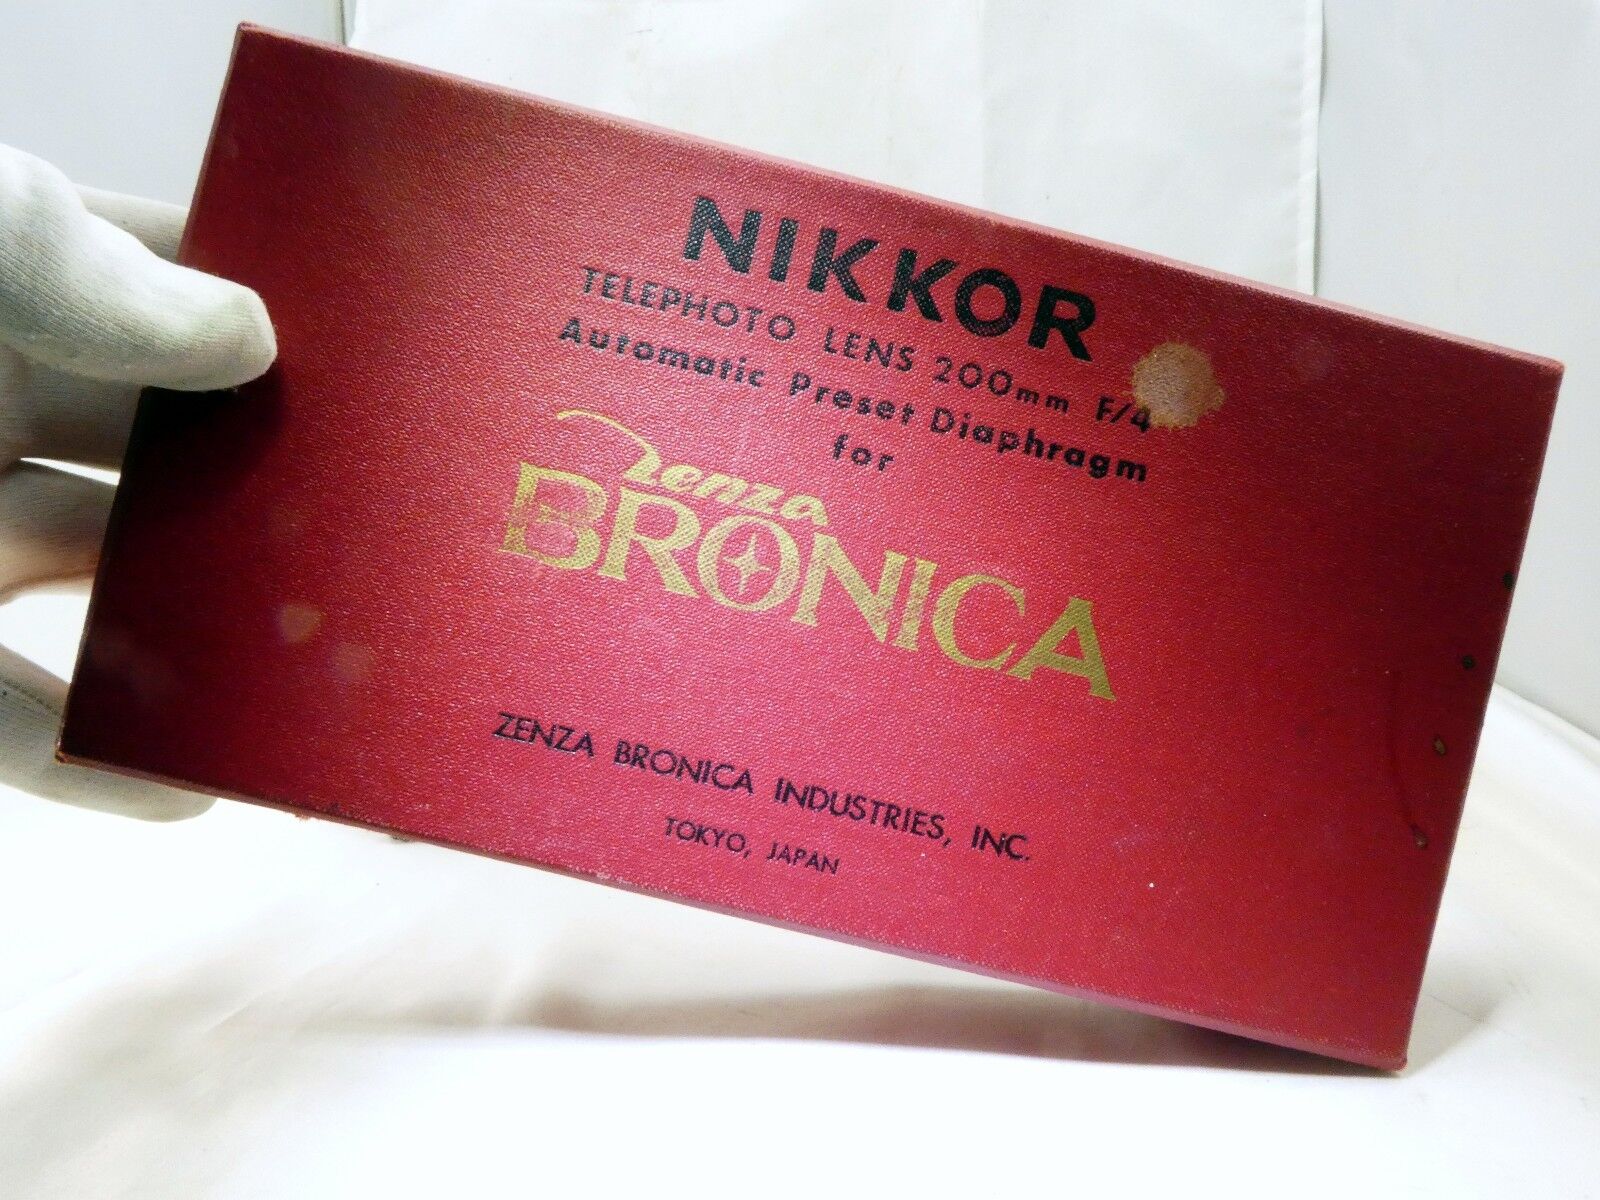 NIKKOR
TELEPHOTO LENS 200mm F/4
Automatic Preset Diaphragm
for
Zenza
BRONICA
ZENZA BRONICA INDUSTRIES, INC.
TOKYO, JAPAN